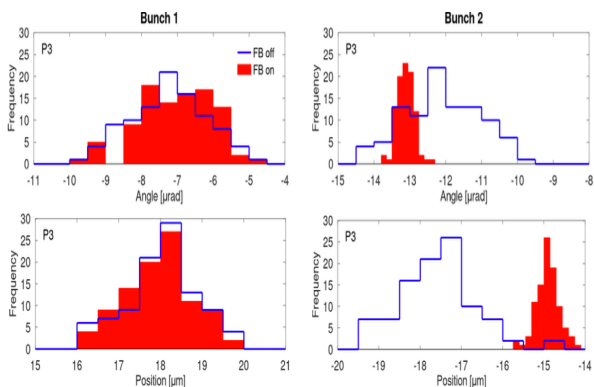 Bunch 1
Bunch 2
30
25
20
15
10
5
0
Frequency
P3
FB off
FB on
-11 -10 -9 -8 -7 -6 -5 -4
Angle [µrad]
30
25
20
15
10
5
0
Frequency
P3
-15 -14 -13 -12 -11 -10 -9 -8
Angle [µrad]
30
25
20
15
10
5
0
Frequency
P3
15 16 17 18 19 20 21
Position [µm]
30
25
20
15
10
5
0
Frequency
P3
-20 -19 -18 -17 -16 -15 -14
Position [µm]